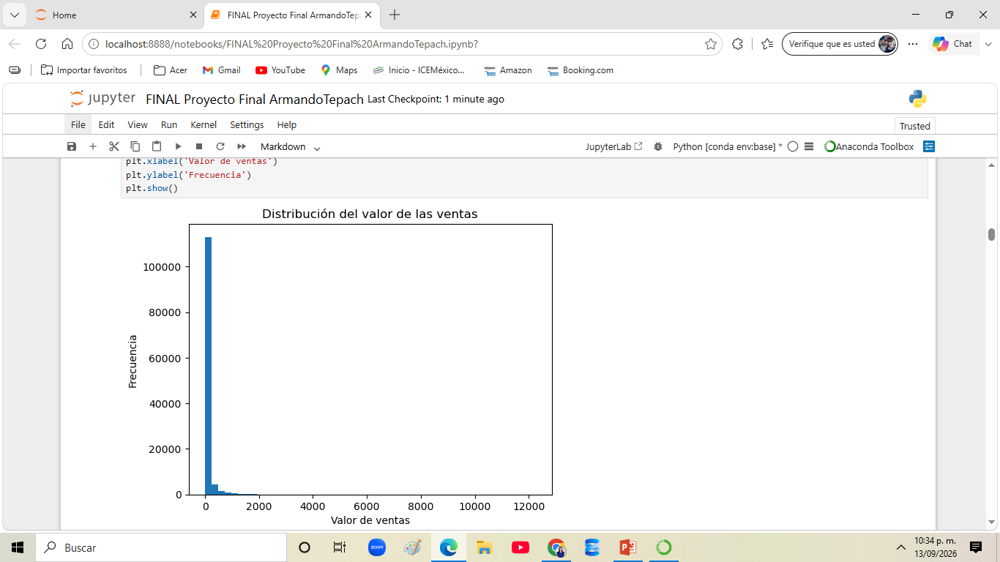 Home
FINAL Proyecto Final ArmandoTepa
localhost:8888/notebooks/FINAL%20Proyecto%20Final%20ArmandoTepach.ipynb?
Verifique que es usted
Chat
Importar favoritos
Acer
Gmail
YouTube
Maps
Inicio - ICEMéxico...
Amazon
Booking.com
jupyter
FINAL Proyecto Final ArmandoTepach Last Checkpoint: 1 minute ago
File Edit View Run Kernel Settings Help
Trusted
Markdown
JupyterLab
Python [conda env:base] *
Anaconda Toolbox
plt.xlabel('Valor de ventas')
plt.ylabel('Frecuencia')
plt.show()
Distribución del valor de las ventas
100000
80000
60000
40000
20000
0
Frecuencia
0 2000 4000 6000 8000 10000 12000
Valor de ventas
Buscar
zoom
10:34 p. m.
13/09/2026